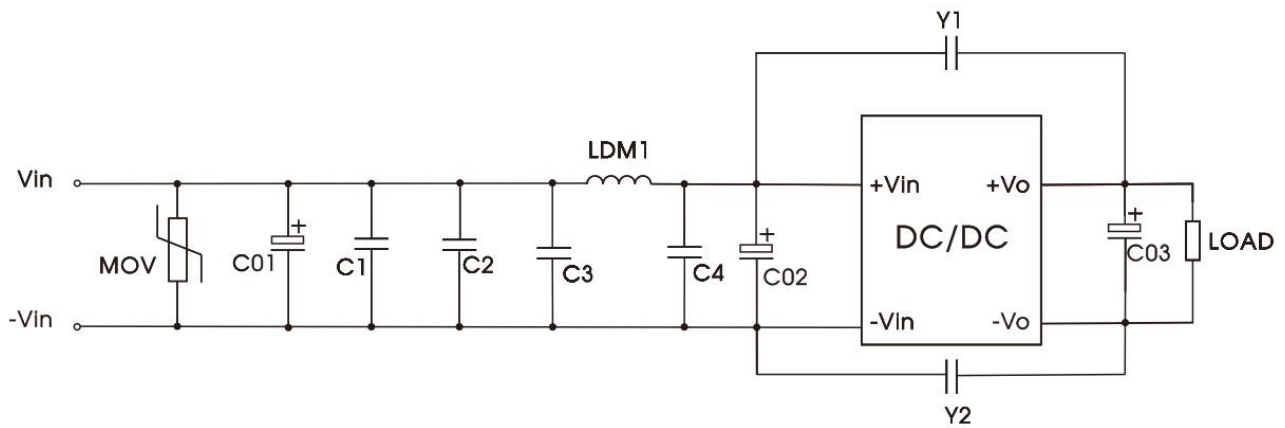 Y1
LDM1
Vin
+Vin
+Vo
MOV
C01
+
C1
C2
C3
C4
+
C02
DC/DC
+
C03
LOAD
-Vin
-Vin
-Vo
Y2